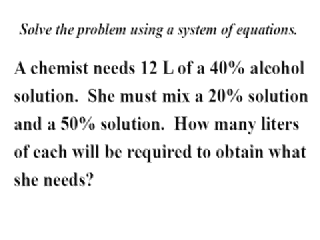 Solve the problem using a system of equations.
A chemist needs 12 L of a 40% alcohol
solution. She must mix a 20% solution
and a 50% solution. How many liters
of each will be required to obtain what
she needs?